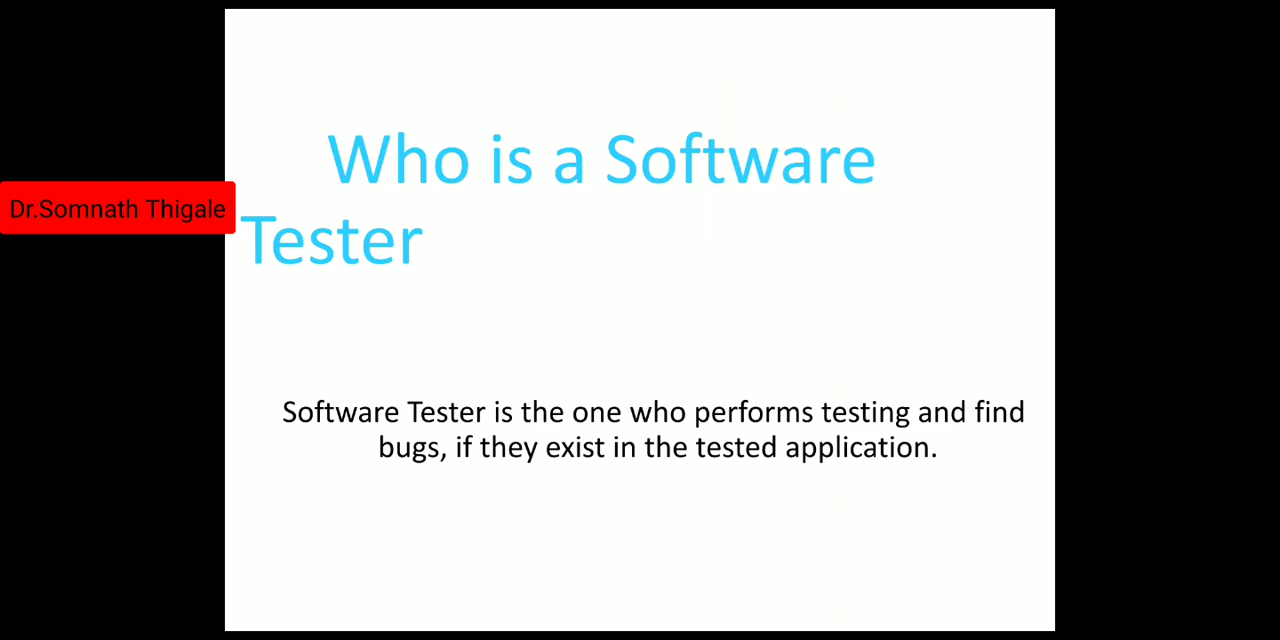 Who is a Software
Dr.Somnath Thigale
Tester
Software Tester is the one who performs testing and find
bugs, if they exist in the tested application.